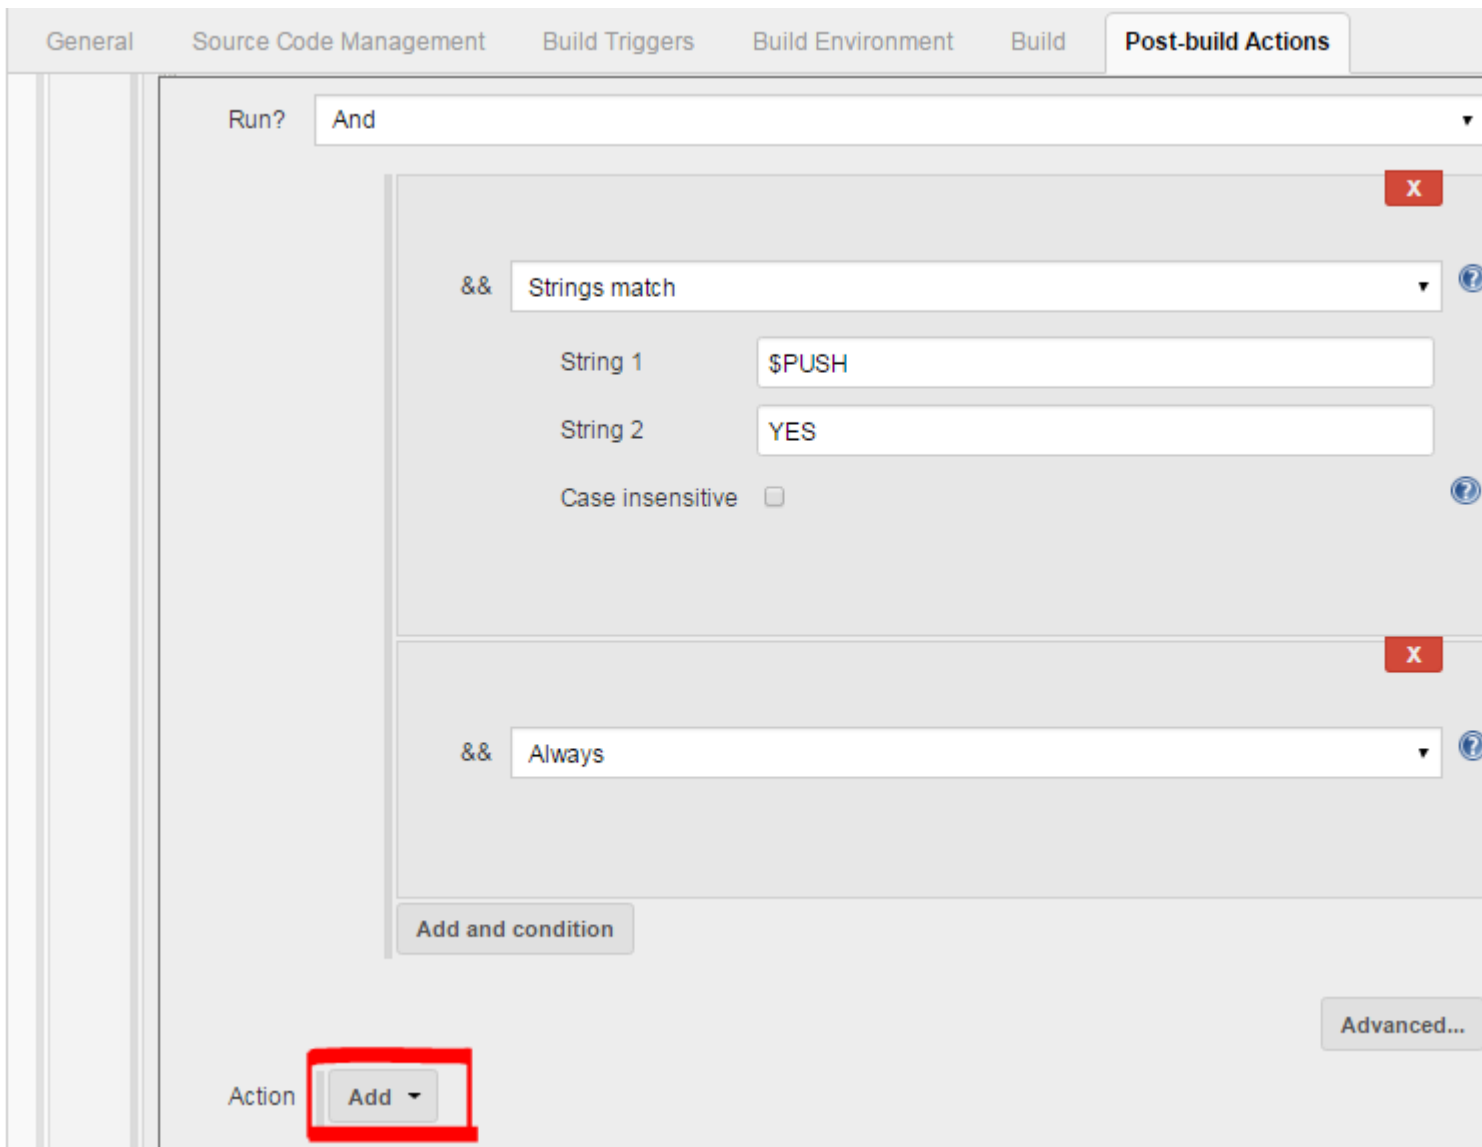 General Source Code Management Build Triggers Build Environment Build Post-build Actions
Run? And
X
&& Strings match
String 1 $PUSH
String 2 YES
Case insensitive
X
&& Always
Add and condition
Advanced...
Action Add